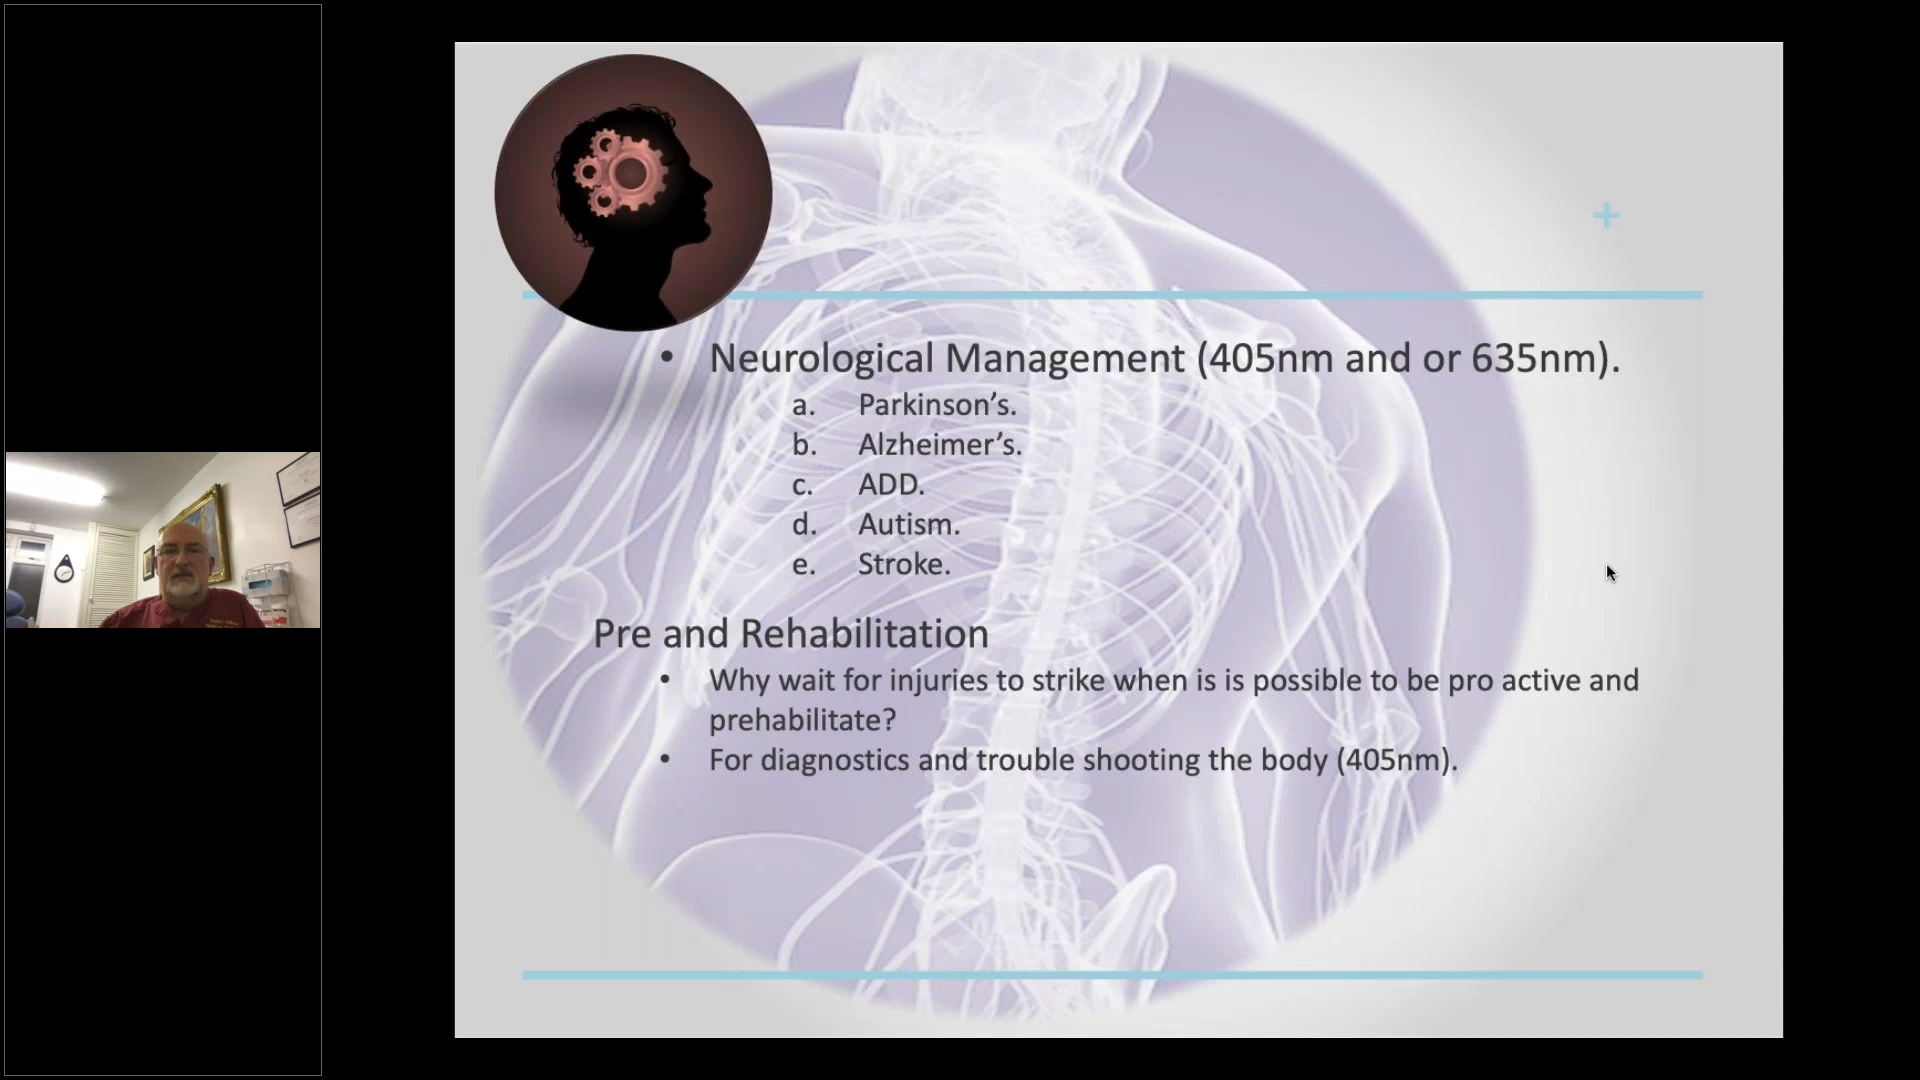 • Neurological Management (405nm and or 635nm).
a. Parkinson’s.
b. Alzheimer’s.
c. ADD.
d. Autism.
e. Stroke.
Pre and Rehabilitation
• Why wait for injuries to strike when is is possible to be pro active and
prehabilitate?
• For diagnostics and trouble shooting the body (405nm).